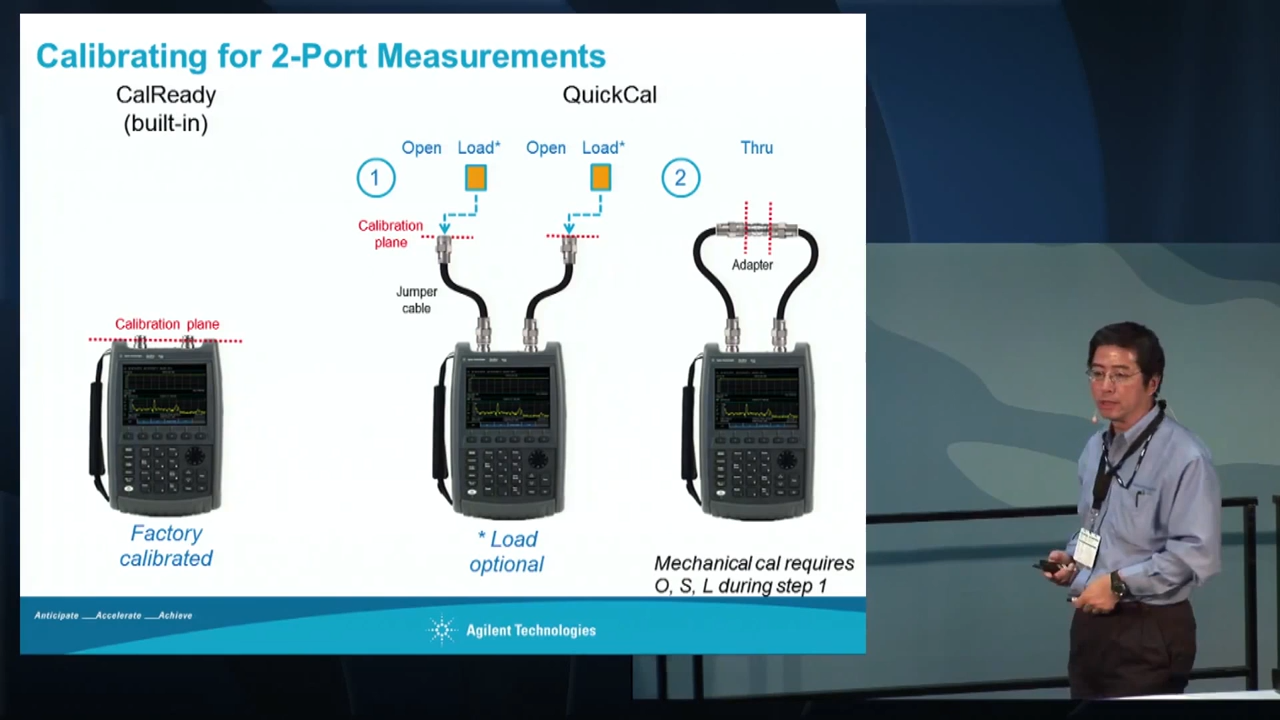 Calibrating for 2-Port Measurements
CalReady
(built-in)
Calibration plane
Factory
calibrated
QuickCal
1
Open Load* Open Load*
Calibration
plane
Jumper
cable
* Load
optional
2
Thru
Adapter
Mechanical cal requires
O, S, L during step 1
Anticipate __Accelerate __Achieve
Agilent Technologies